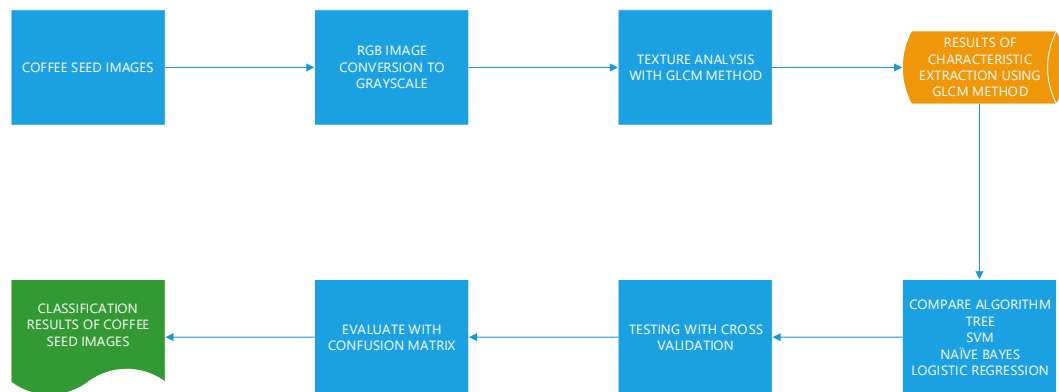 COFFEE SEED IMAGES
RGB IMAGE
CONVERSION TO
GRAYSCALE
TEXTURE ANALYSIS
WITH GLCM METHOD
RESULTS OF
CHARACTERISTIC
EXTRACTION USING
GLCM METHOD
COMPARE ALGORITHM
TREE
SVM
NAÏVE BAYES
LOGISTIC REGRESSION
TESTING WITH CROSS
VALIDATION
EVALUATE WITH
CONFUSION MATRIX
CLASSIFICATION
RESULTS OF COFFEE
SEED IMAGES